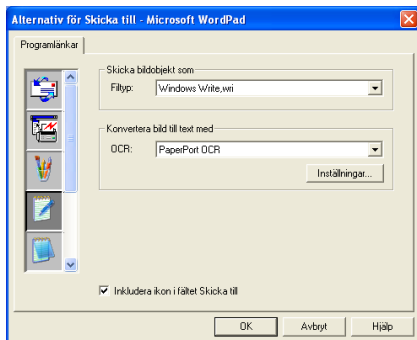 Alternativ för Skicka till - Microsoft WordPad
Programlänkar
Skicka bildobjekt som
Filtyp: Windows Write,wri
Konvertera bild till text med
OCR: PaperPort OCR
Inställningar...
Inkludera ikon i fältet Skicka till
OK Avbryt Hjälp